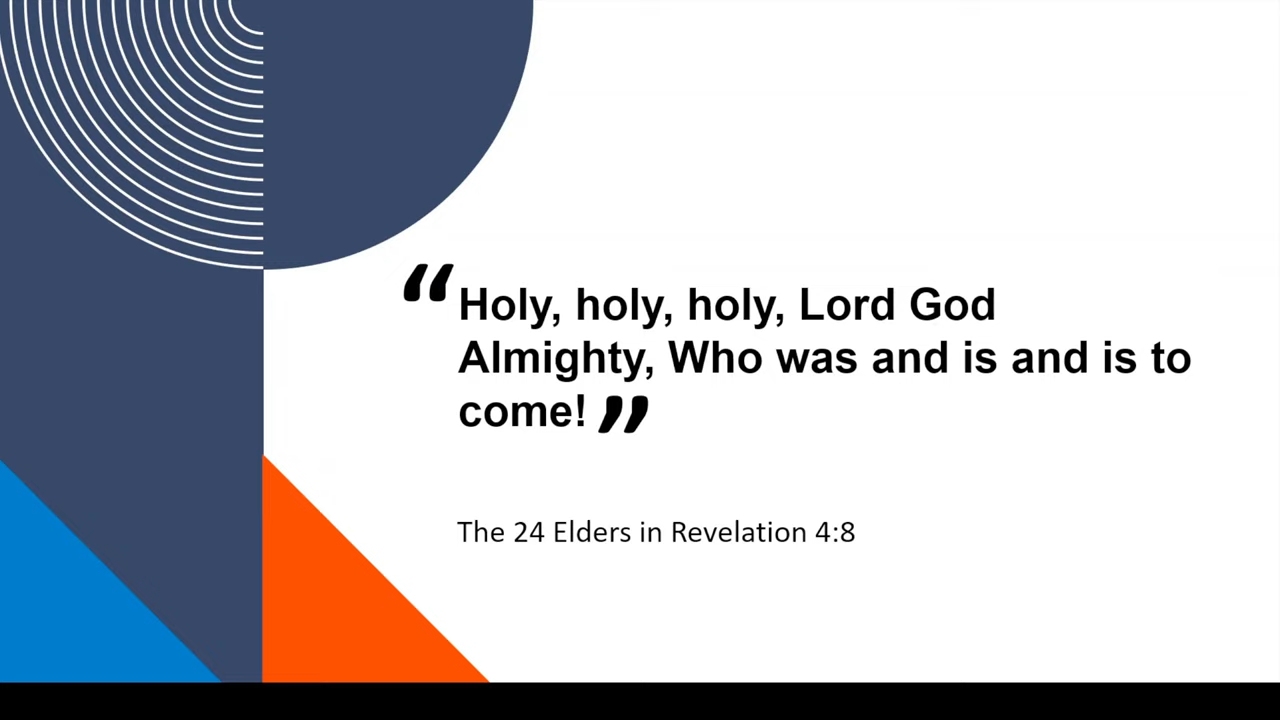 “Holy, holy, holy, Lord God
Almighty, Who was and is and is to
come!”
The 24 Elders in Revelation 4:8